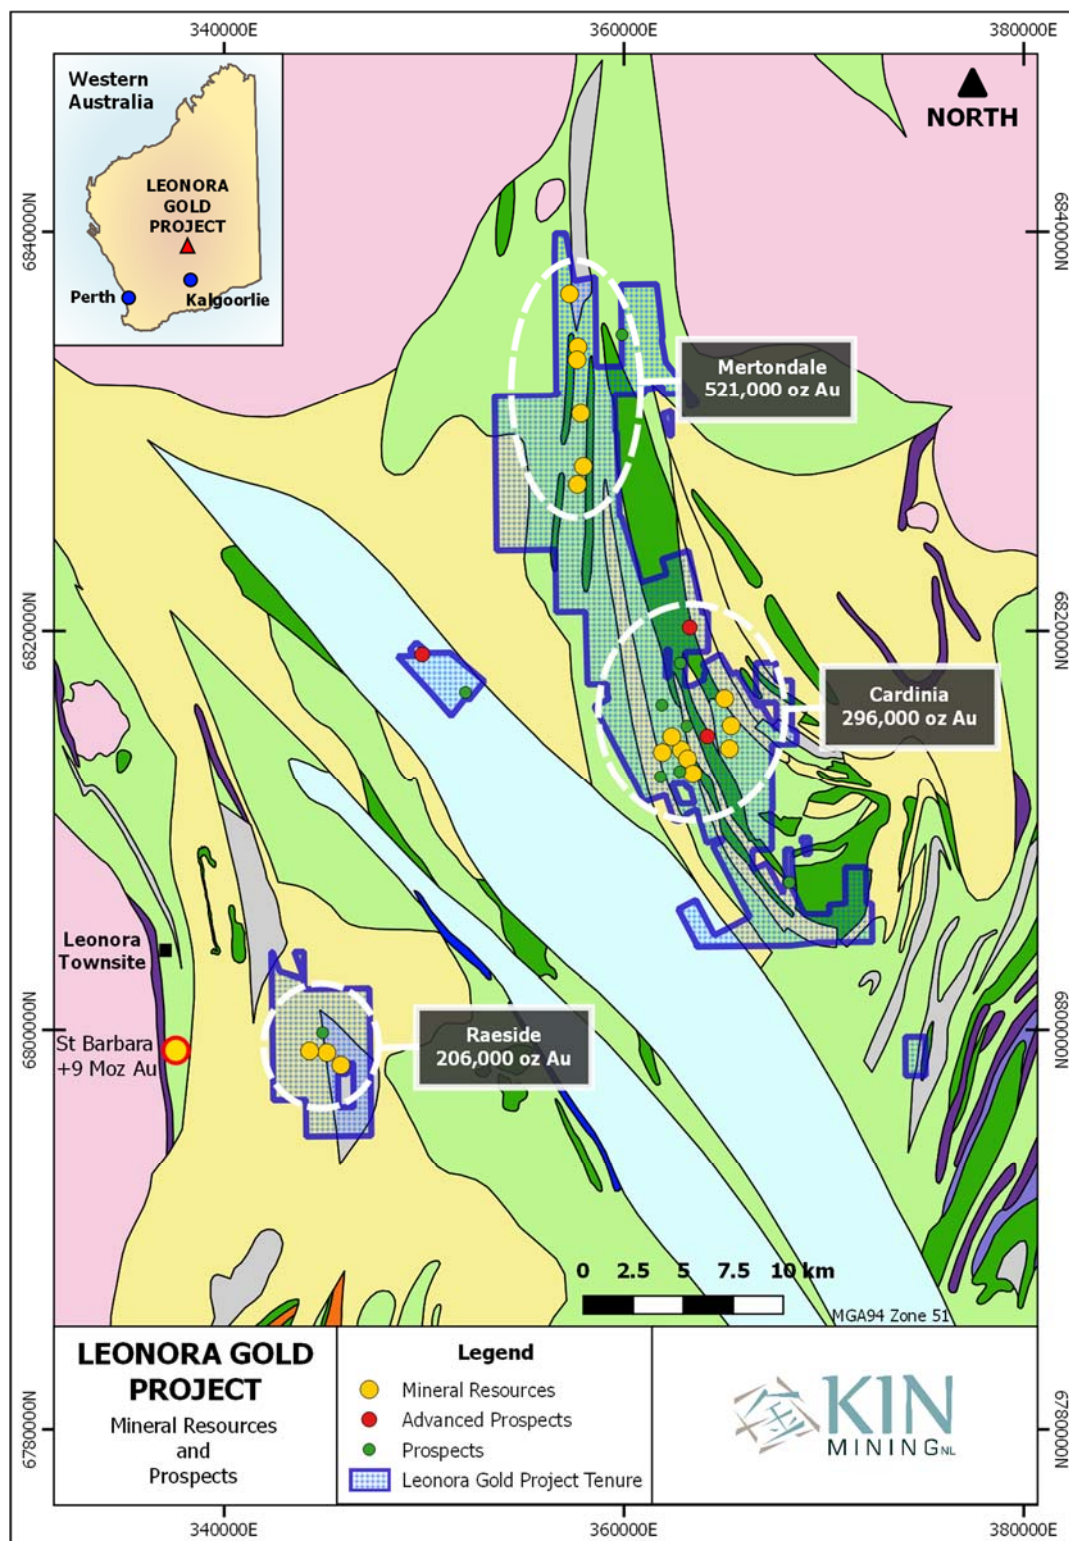 340000E
360000E
380000E
Western
Australia
LEONORA
GOLD
PROJECT
Perth
Kalgoorlie
NORTH
6840000N
6840000N
Mertondale
521,000 oz Au
6820000N
6820000N
Cardinia
296,000 oz Au
Leonora
Townsite
6800000N
6800000N
St Barbara
+9 Moz Au
Raeside
206,000 oz Au
0 2.5 5 7.5 10 km
MGA94 Zone 51
LEONORA GOLD
PROJECT
Mineral Resources
and
Prospects
Legend
Mineral Resources
Advanced Prospects
Prospects
Leonora Gold Project Tenure
KIN
MINING NL
6780000N
6780000N
340000E
360000E
380000E